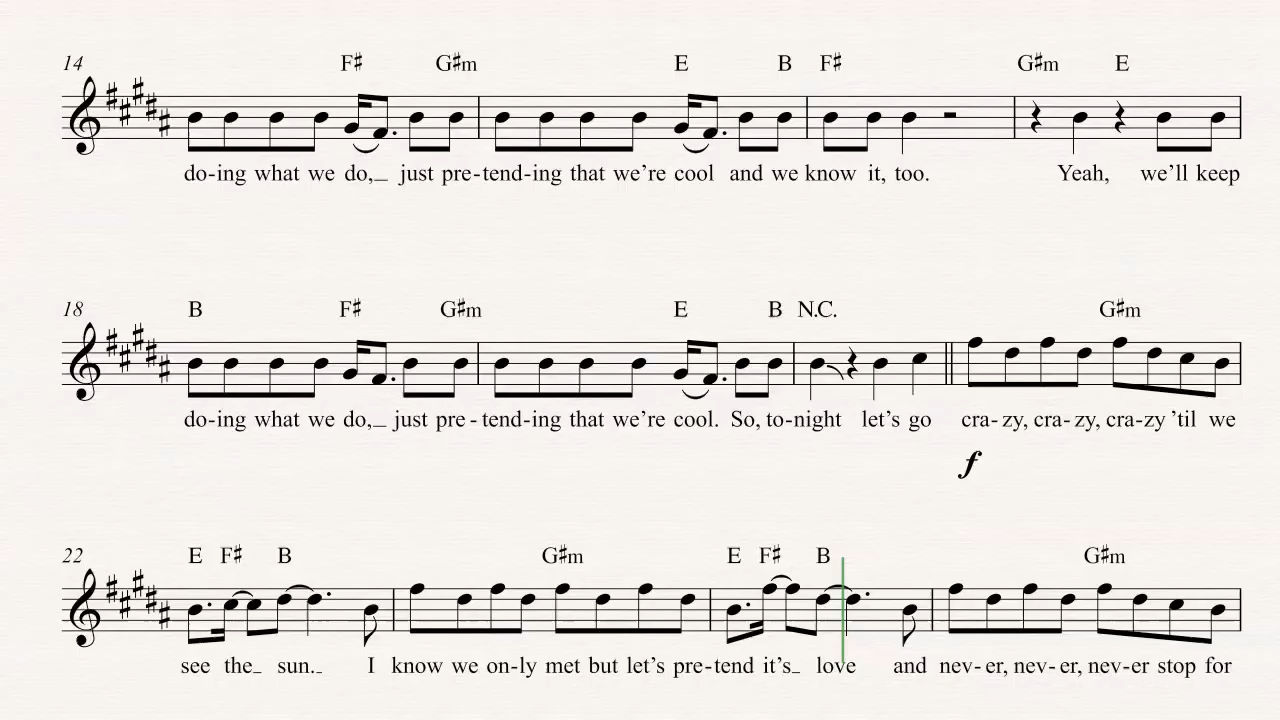 14 F♯ G♯m E B F♯ G♯m E
do-ing what we do,_ just pre-tend-ing that we’re cool and we know it, too. Yeah, we’ll keep
18 B F♯ G♯m E B N.C. G♯m
do-ing what we do,_ just pre-tend-ing that we’re cool. So, to-night let’s go cra-zy, cra-zy, cra-zy ’til we
f
22 E F♯ B G♯m E F♯ B G♯m
see the_ sun._ I know we on-ly met but let’s pre-tend it’s_ love and nev-er, nev-er, nev-er stop for